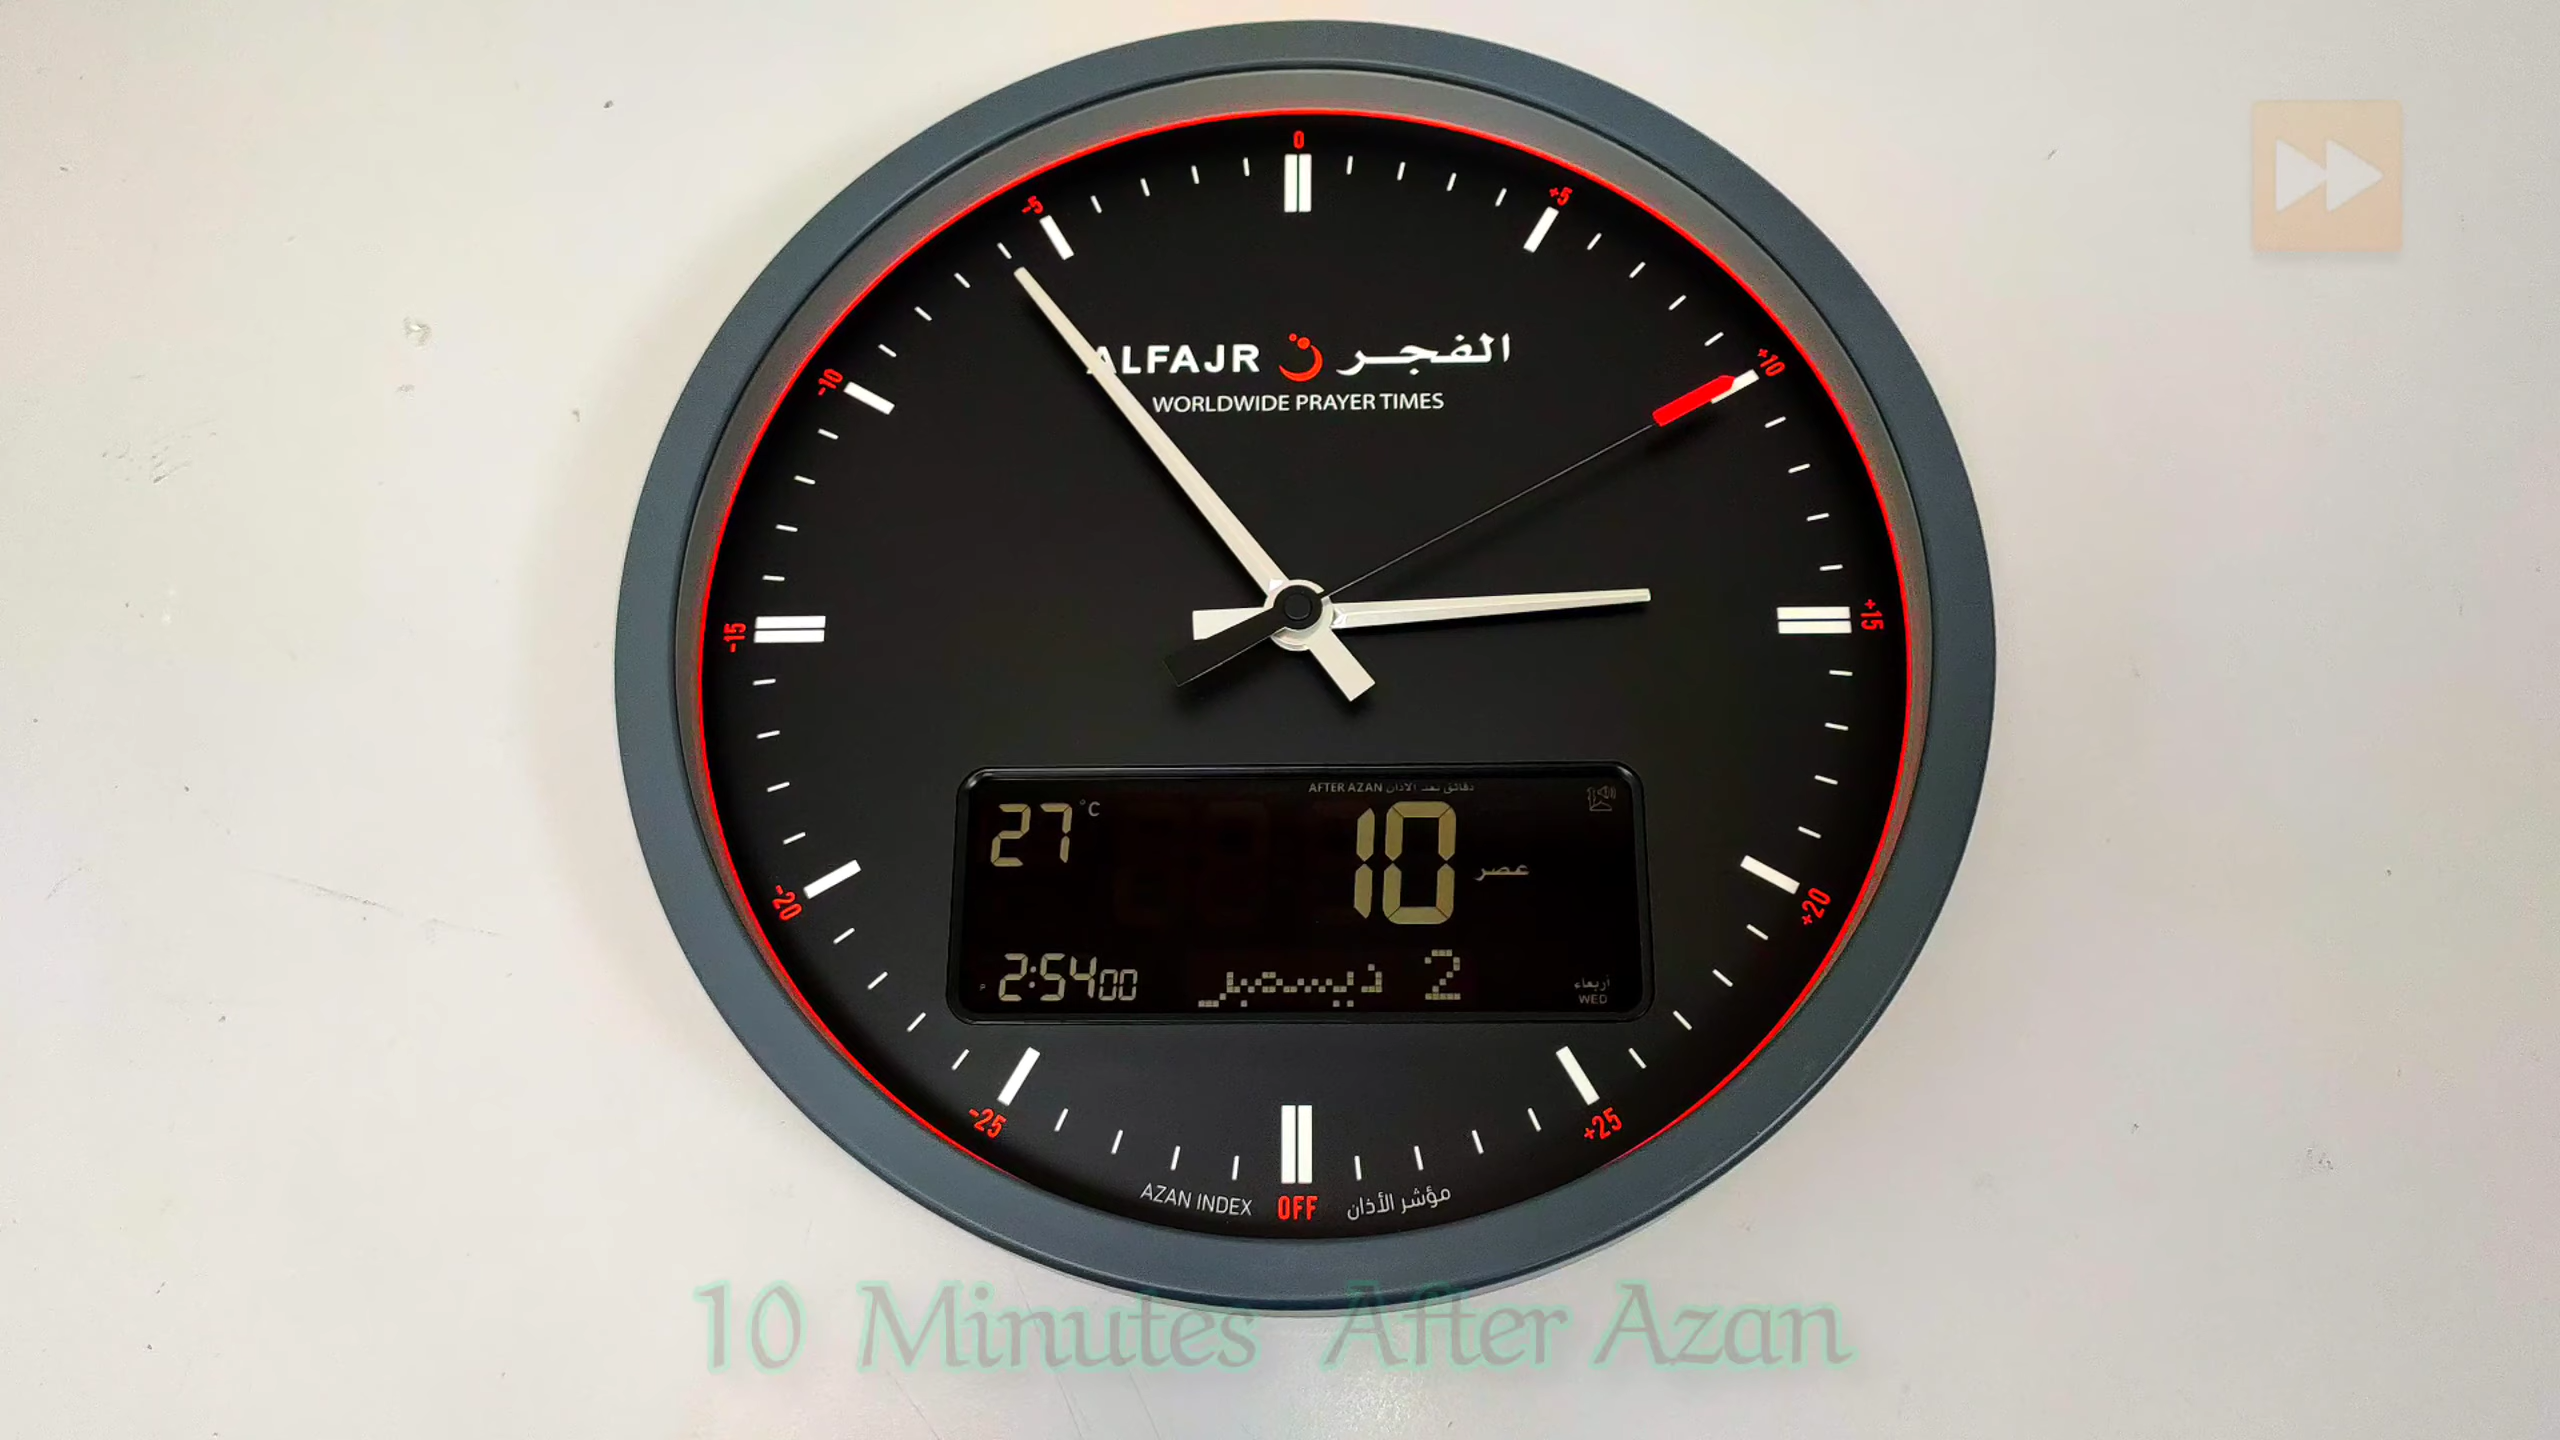 0
-5
+5
ALFAJR الفجر
WORLDWIDE PRAYER TIMES
-10
+10
-15
+15
AFTER AZAN دقائق بعد الأذان
27 °C
10
عصر
-20
+20
P 2:54 00
2 ديسمبر
أربعاء
WED
-25
+25
AZAN INDEX OFF مؤشر الأذان
10 Minutes After Azan